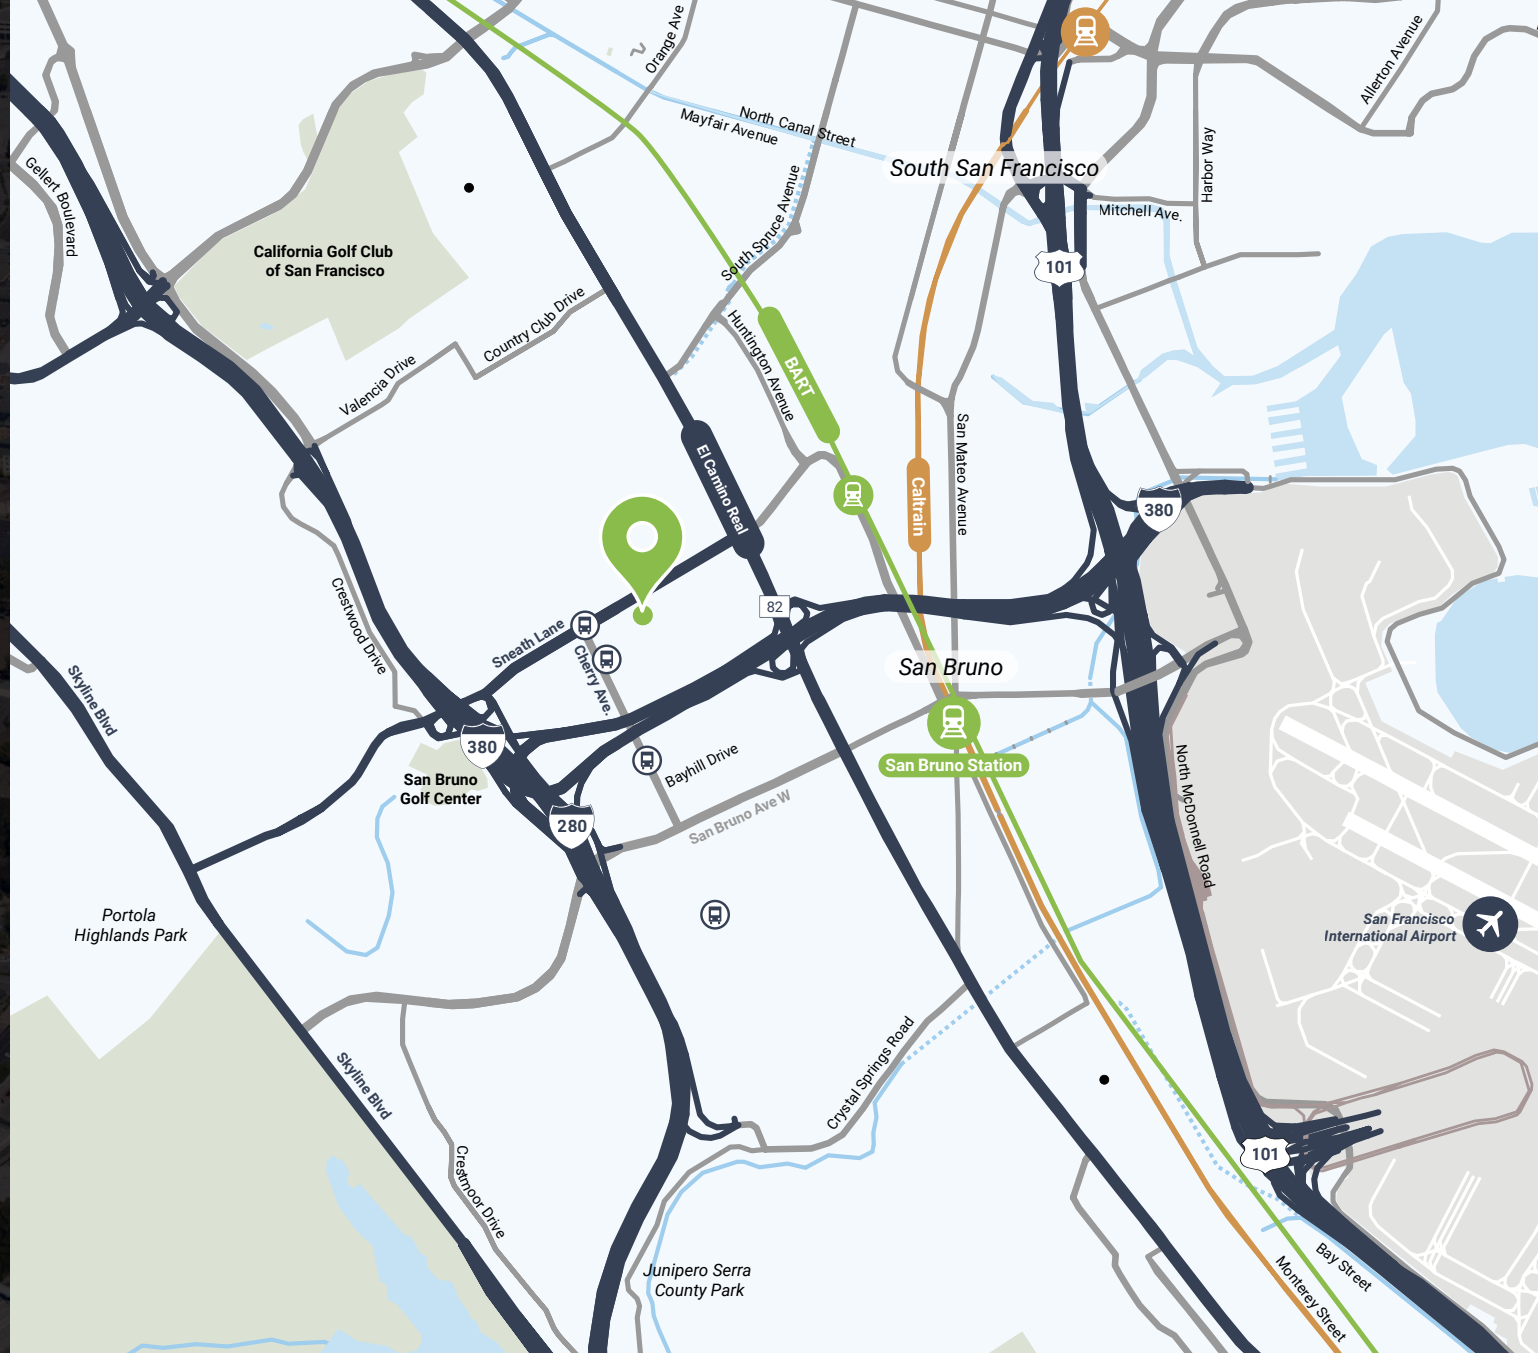 Orange Ave
Allerton Avenue
North Canal Street
Mayfair Avenue
Harbor Way
Gellert Boulevard
South San Francisco
Mitchell Ave.
South Spruce Avenue
California Golf Club
of San Francisco
101
Country Club Drive
Huntington Avenue
BART
Valencia Drive
El Camino Real
San Mateo Avenue
Caltrain
380
Crestwood Drive
82
Sneath Lane
Cherry Ave.
San Bruno
Skyline Blvd
380
San Bruno Station
Bayhill Drive
San Bruno
Golf Center
North McDonnell Road
280
San Bruno Ave W
Portola
Highlands Park
San Francisco
International Airport
Skyline Blvd
Crystal Springs Road
101
Crestmoor Drive
Junipero Serra
County Park
Bay Street
Monterey Street